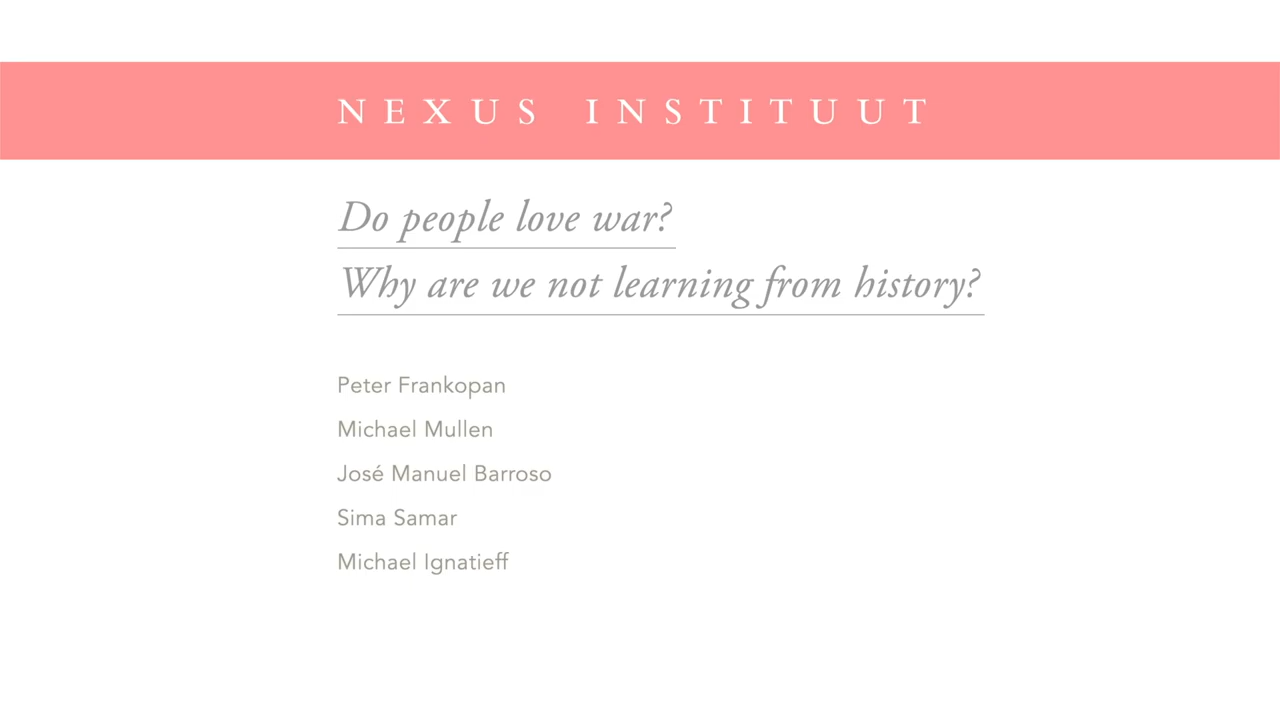 NEXUS INSTITUUT
Do people love war?
Why are we not learning from history?
Peter Frankopan
Michael Mullen
José Manuel Barroso
Sima Samar
Michael Ignatieff